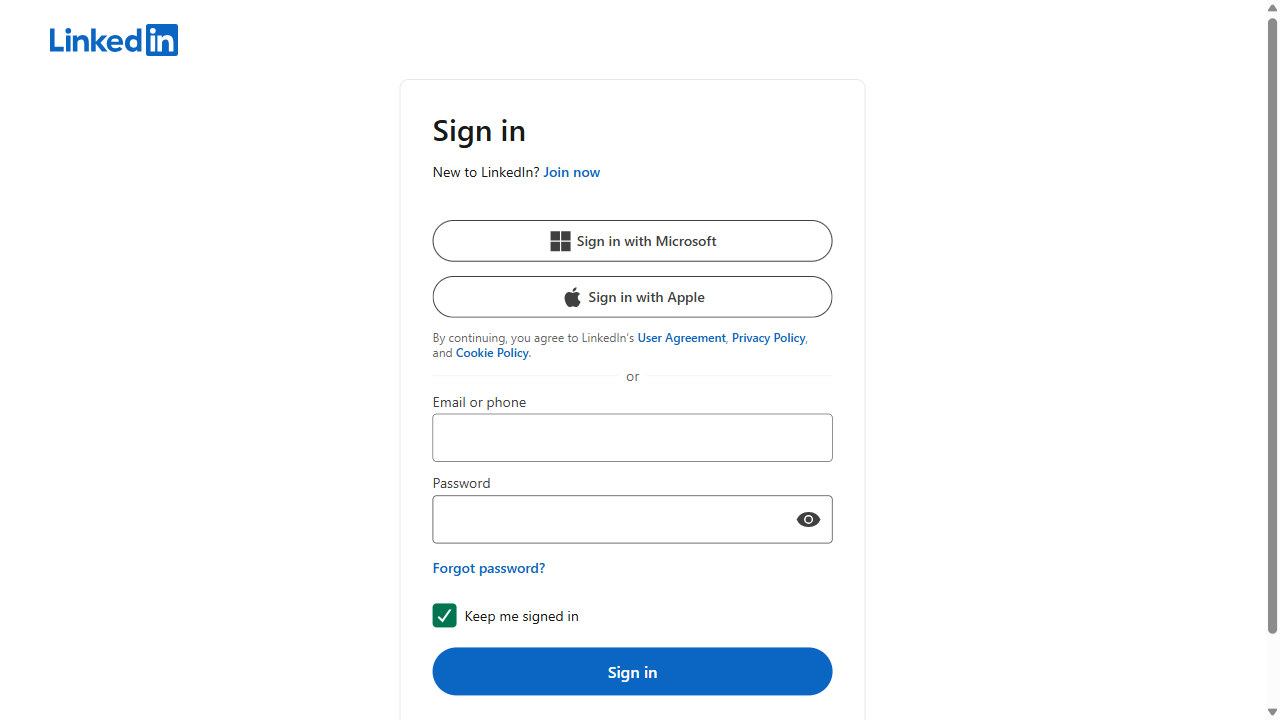 Linked in
Sign in
New to LinkedIn? Join now
Sign in with Microsoft
Sign in with Apple
By continuing, you agree to LinkedIn's User Agreement, Privacy Policy,
and Cookie Policy.
or
Email or phone
Password
Forgot password?
Keep me signed in
Sign in